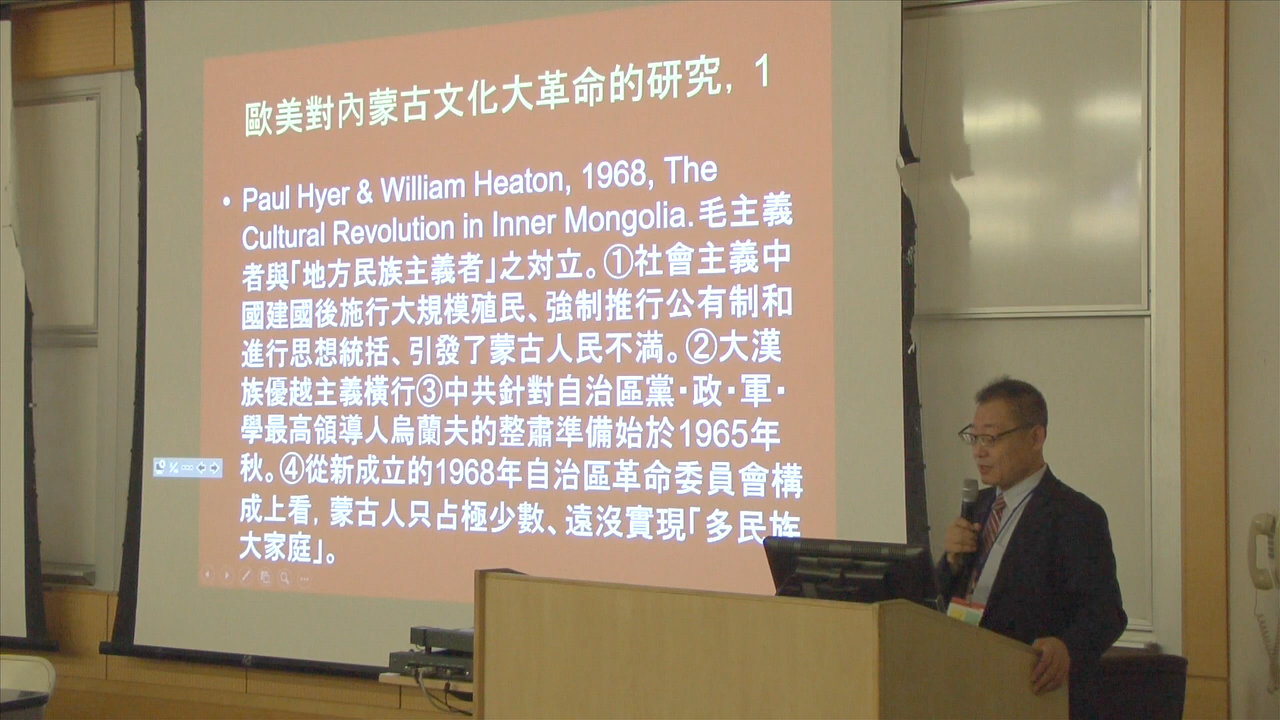 歐美對內蒙古文化大革命的研究, 1
• Paul Hyer & William Heaton, 1968, The
Cultural Revolution in Inner Mongolia. 毛主義
者與「地方民族主義者」之対立。①社會主義中
國建國後施行大規模殖民、強制推行公有制和
進行思想統括、引發了蒙古人民不満。②大漢
族優越主義橫行③中共針對自治區黨・政・軍・
學最高領導人烏蘭夫的整肅準備始於1965年
秋。④從新成立的1968年自治區革命委員會構
成上看, 蒙古人只占極少數、遠沒實現「多民族
大家庭」。